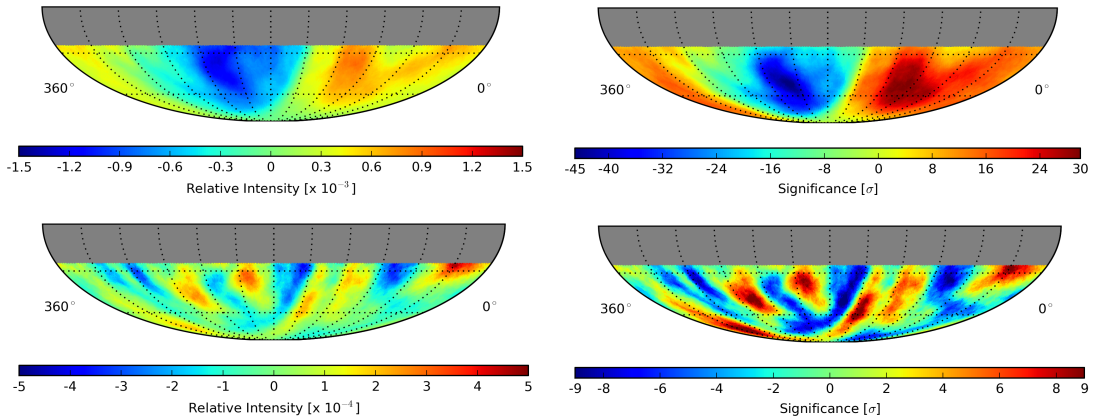 360° 0°
-1.5 -1.2 -0.9 -0.6 -0.3 0 0.3 0.6 0.9 1.2 1.5
Relative Intensity [x 10⁻³ ]
360° 0°
-45 -40 -32 -24 -16 -8 0 8 16 24 30
Significance [σ]
360° 0°
-5 -4 -3 -2 -1 0 1 2 3 4 5
Relative Intensity [x 10⁻⁴ ]
360° 0°
-9 -8 -6 -4 -2 0 2 4 6 8 9
Significance [σ]